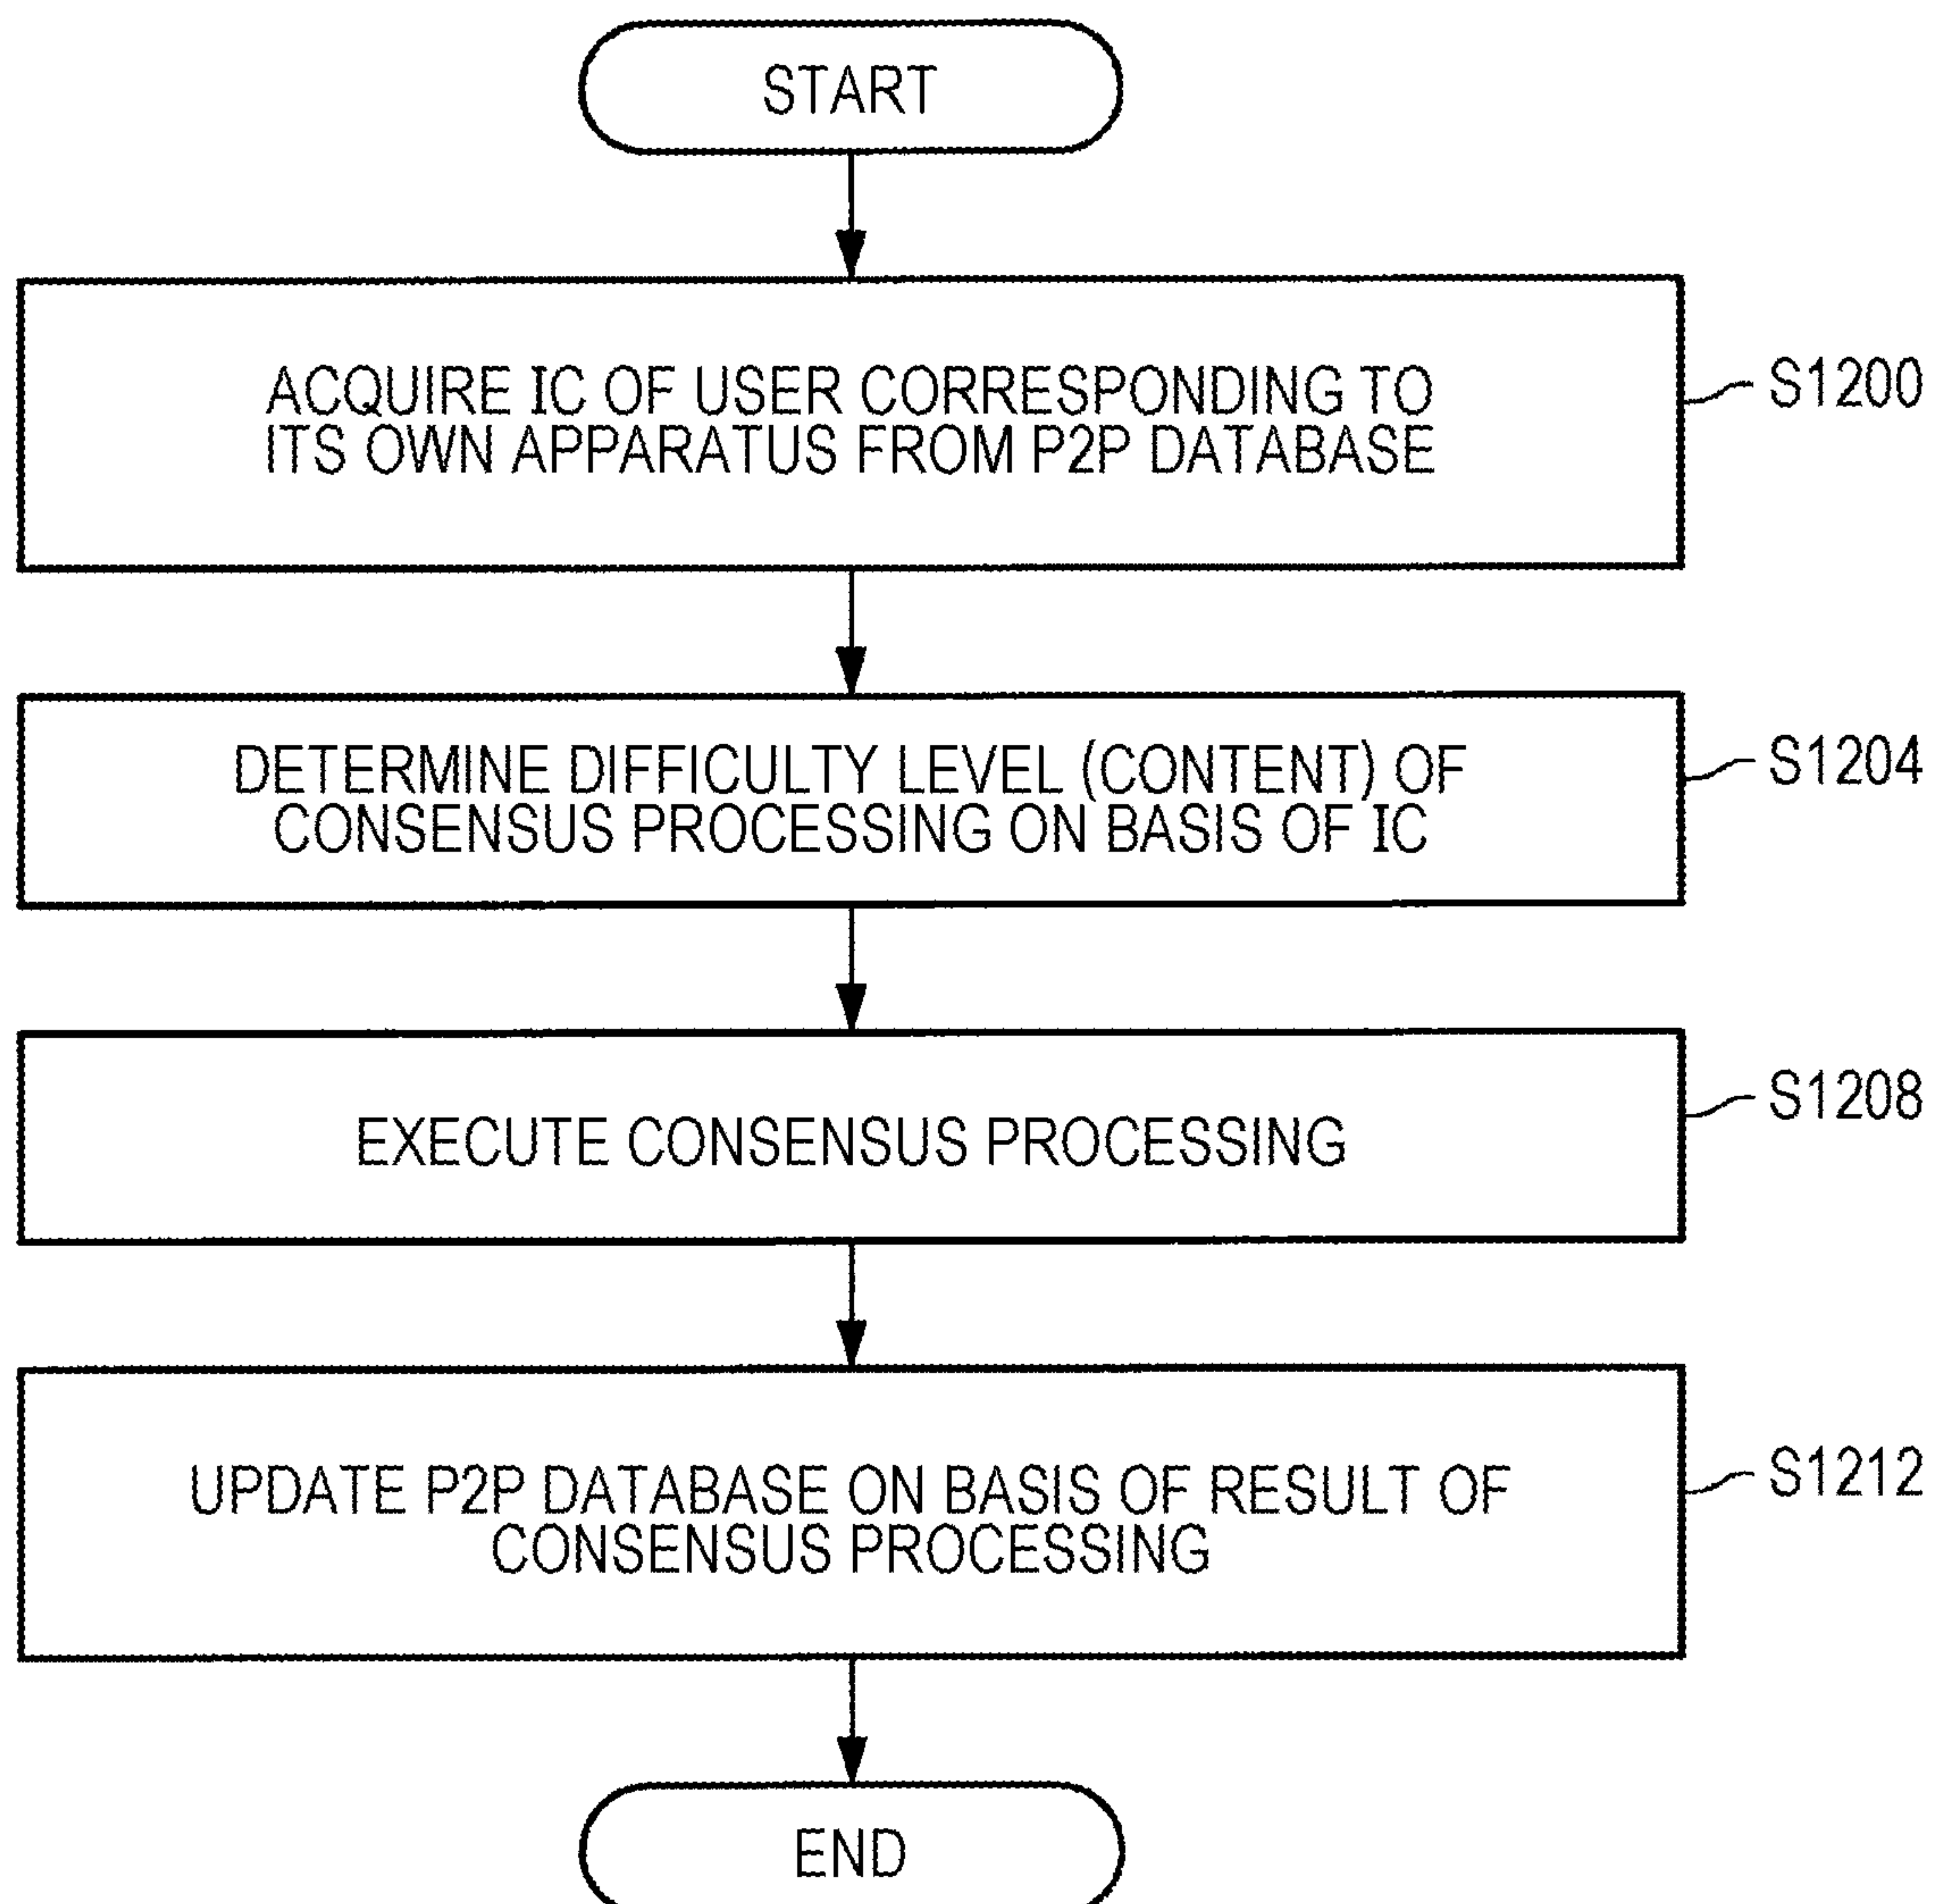 START
ACQUIRE IC OF USER CORRESPONDING TO
ITS OWN APPARATUS FROM P2P DATABASE
S1200
DETERMINE DIFFICULTY LEVEL (CONTENT) OF
CONSENSUS PROCESSING ON BASIS OF IC
S1204
EXECUTE CONSENSUS PROCESSING
S1208
UPDATE P2P DATABASE ON BASIS OF RESULT OF
CONSENSUS PROCESSING
S1212
END